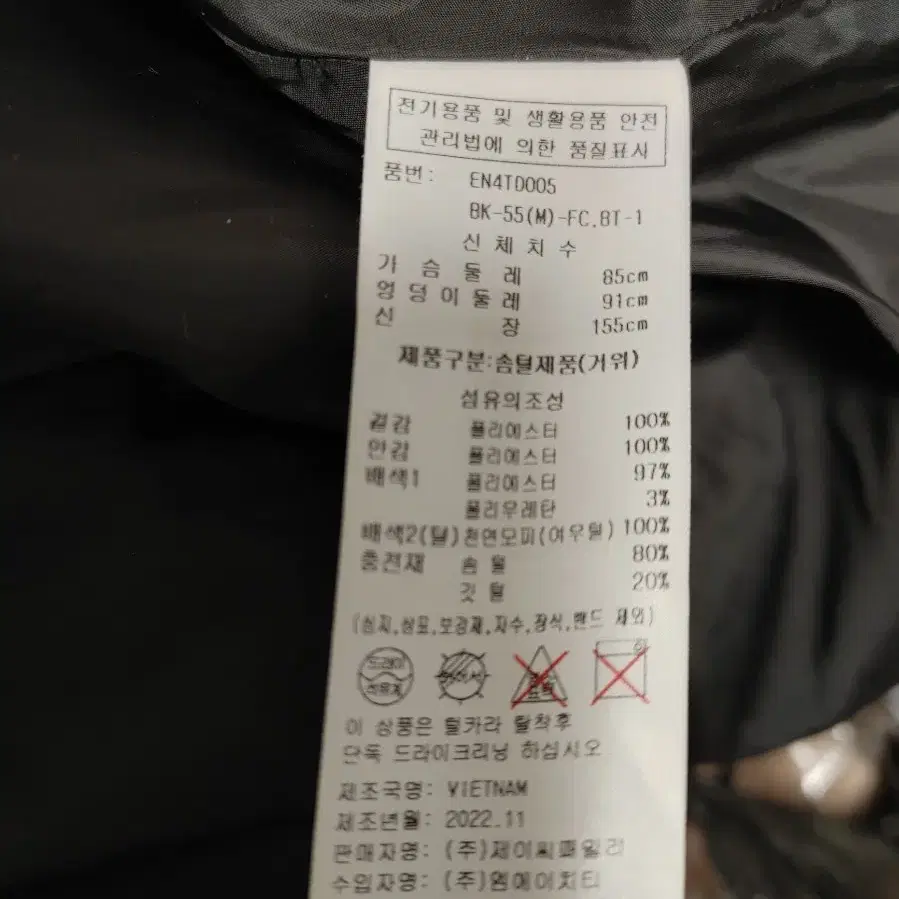 전기용품 및 생활용품 안전
관리법에 의한 품질표시
품번: EN4TD005
BK-55(M)-FC.BT-1
신체치수
가슴둘레 85cm
엉덩이둘레 91cm
신장 155cm
제품구분:솜털제품(거위)
섬유의조성
겉감 폴리에스터 100%
안감 폴리에스터 100%
배색1 폴리에스터 97%
폴리우레탄 3%
배색2(털)천연모피(여우털) 100%
충전재 솜털 80%
깃털 20%
(심지,상표,보강재,자수,장식,밴드 제외)
드라이
석유계
이 상품은 털카라 탈착후
단독 드라이크리닝 하십시오
제조국명: VIETNAM
제조년월: 2022.11
판매자명: (주)제이씨패밀리
수입자명: (주)엠에이치티